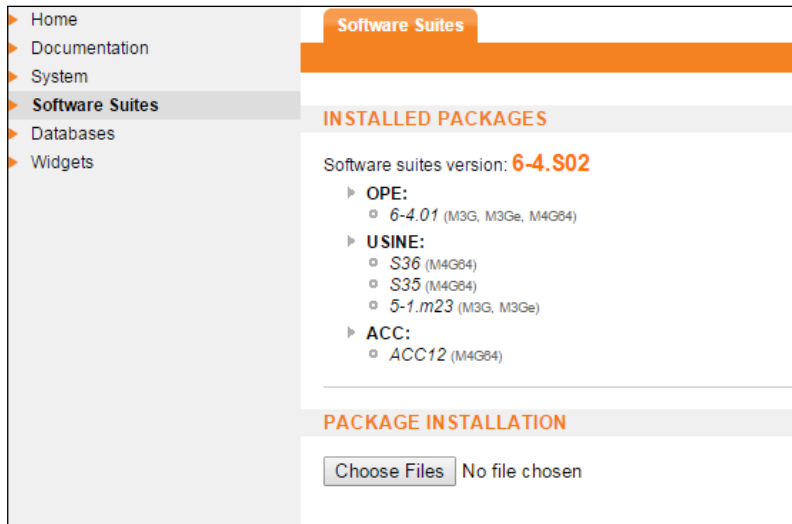 Home
Documentation
System
Software Suites
Databases
Widgets
Software Suites
INSTALLED PACKAGES
Software suites version: 6-4.S02
OPE:
6-4.01 (M3G, M3Ge, M4G64)
USINE:
S36 (M4G64)
S35 (M4G64)
5-1.m23 (M3G, M3Ge)
ACC:
ACC12 (M4G64)
PACKAGE INSTALLATION
Choose Files No file chosen